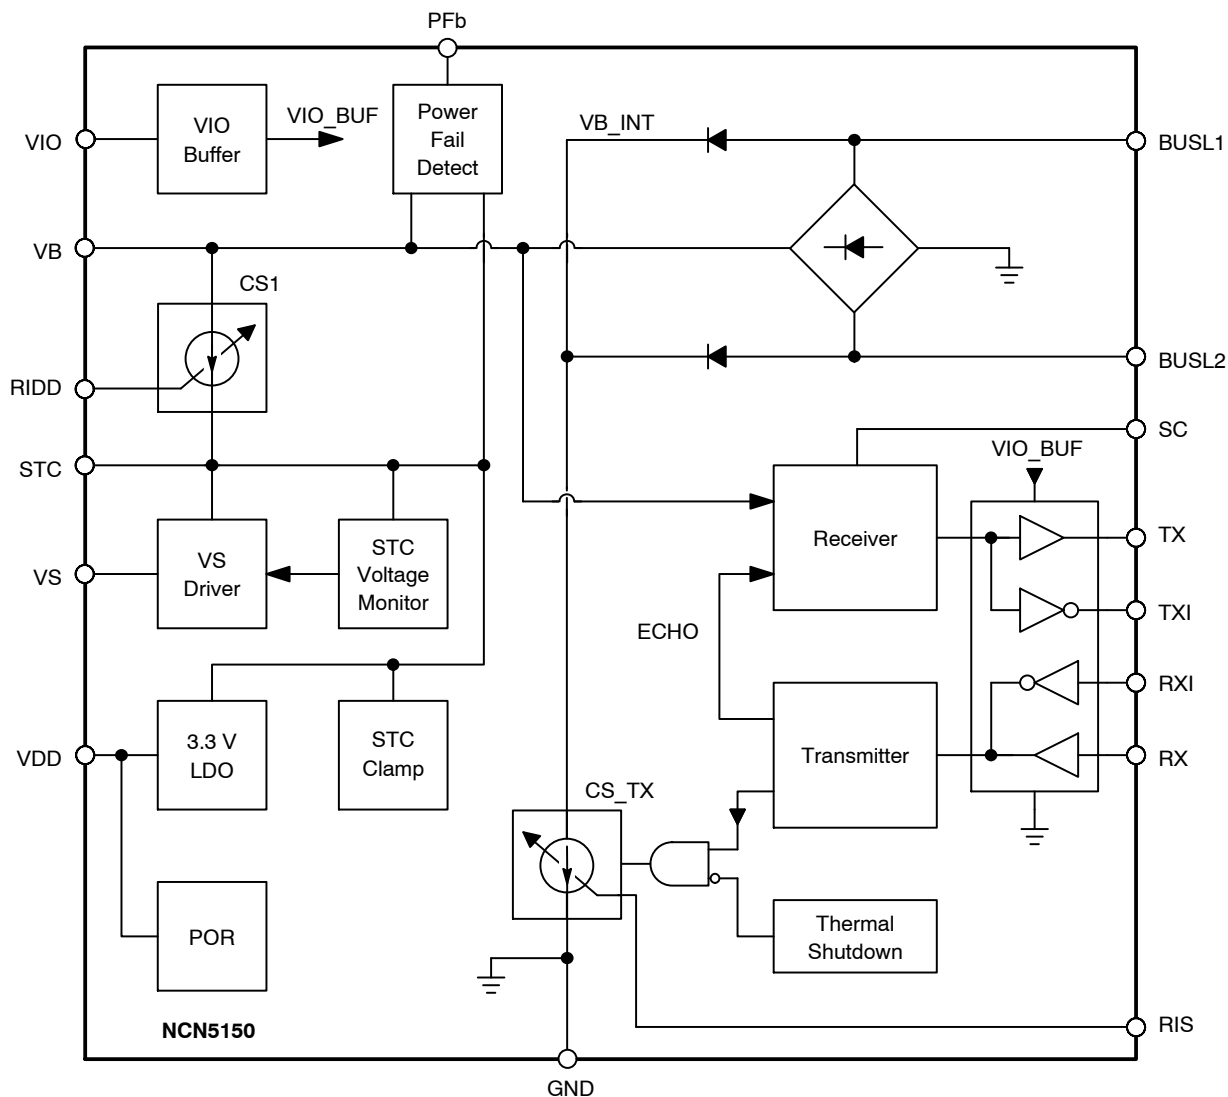 PFb
VIO
VIO
Buffer
VIO_BUF
Power
Fail
Detect
VB_INT
BUSL1
VB
CS1
RIDD
BUSL2
STC
SC
VIO_BUF
VS
VS
Driver
STC
Voltage
Monitor
Receiver
TX
TXI
ECHO
RXI
VDD
3.3 V
LDO
STC
Clamp
Transmitter
RX
CS_TX
POR
Thermal
Shutdown
NCN5150
RIS
GND